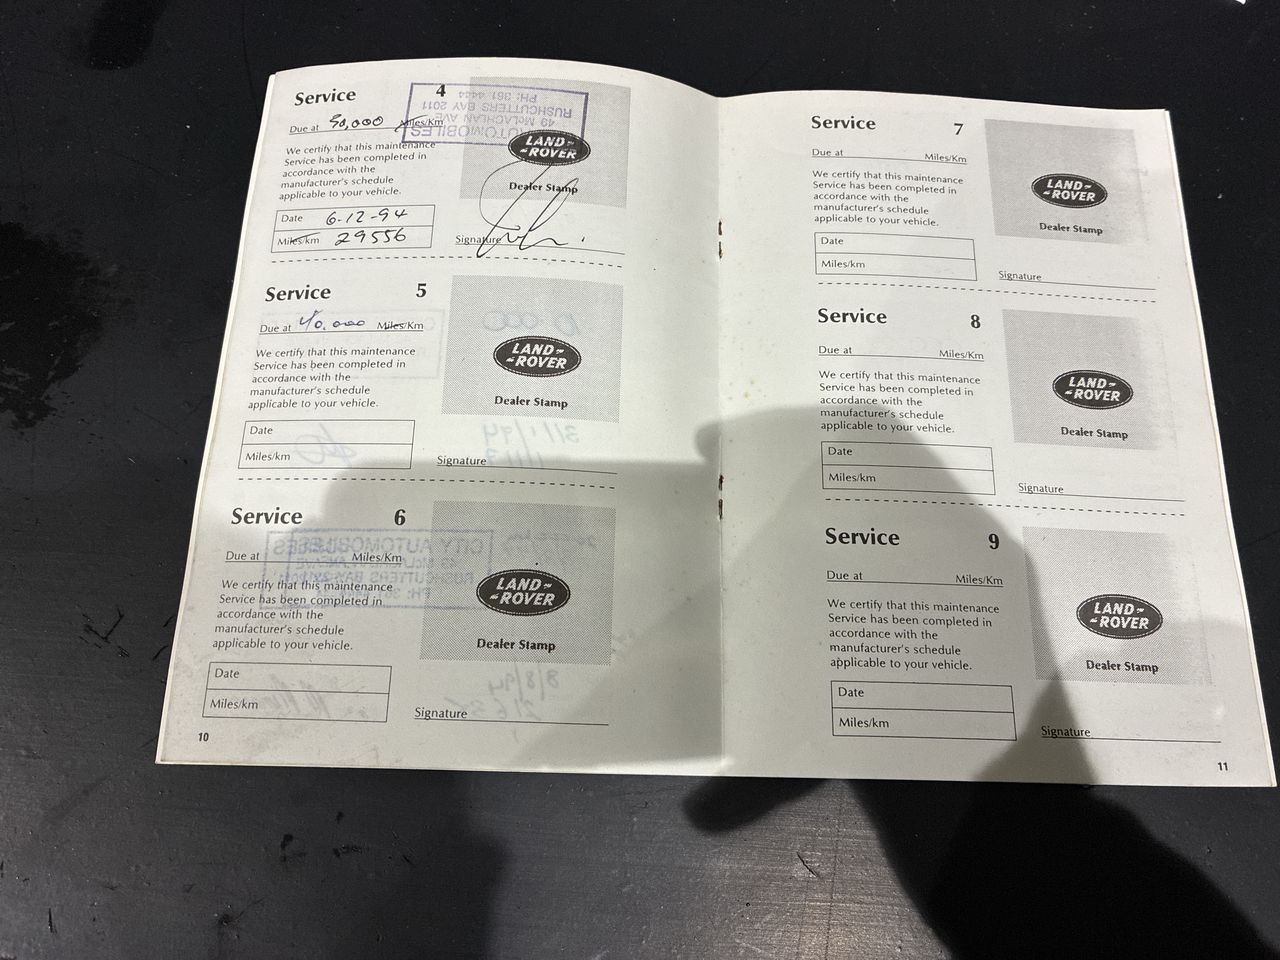 Service 4
Due at 30,000 Miles/Km
We certify that this maintenance
Service has been completed in
accordance with the
manufacturer's schedule
applicable to your vehicle.
Date 6-12-94
Miles/km 29556
AUTOMOBILES
49 McLACHLAN AVE
RUSHCUTTERS BAY 2011
PH: 361 4484
LAND-
-ROVER
Dealer Stamp
Signature
Service 5
Due at 40,000 Miles/Km
We certify that this maintenance
Service has been completed in
accordance with the
manufacturer's schedule
applicable to your vehicle.
Date
Miles/km
LAND-
-ROVER
Dealer Stamp
Signature
Service 6
Due at Miles/Km
We certify that this maintenance
Service has been completed in
accordance with the
manufacturer's schedule
applicable to your vehicle.
Date
Miles/km
CITY AUTOMOBILES
RUSHCUTTERS BAY
LAND-
-ROVER
Dealer Stamp
Signature
10
Service 7
Due at Miles/Km
We certify that this maintenance
Service has been completed in
accordance with the
manufacturer's schedule
applicable to your vehicle.
Date
Miles/km
LAND-
-ROVER
Dealer Stamp
Signature
Service 8
Due at Miles/Km
We certify that this maintenance
Service has been completed in
accordance with the
manufacturer's schedule
applicable to your vehicle.
Date
Miles/km
LAND-
-ROVER
Dealer Stamp
Signature
Service 9
Due at Miles/Km
We certify that this maintenance
Service has been completed in
accordance with the
manufacturer's schedule
applicable to your vehicle.
Date
Miles/km
LAND-
-ROVER
Dealer Stamp
Signature
11